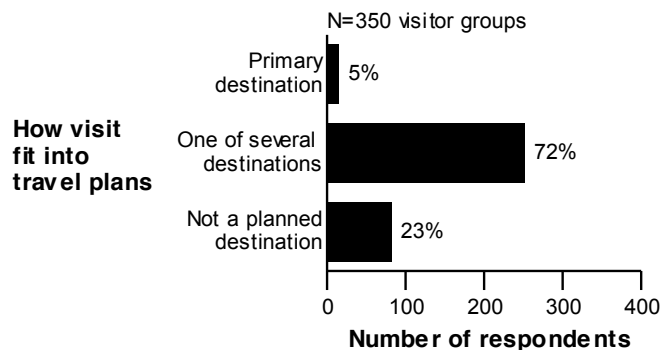 N=350 visitor groups
Primary
destination
5%
How visit
fit into
travel plans
One of several
destinations
72%
Not a planned
destination
23%
0 100 200 300 400
Number of respondents